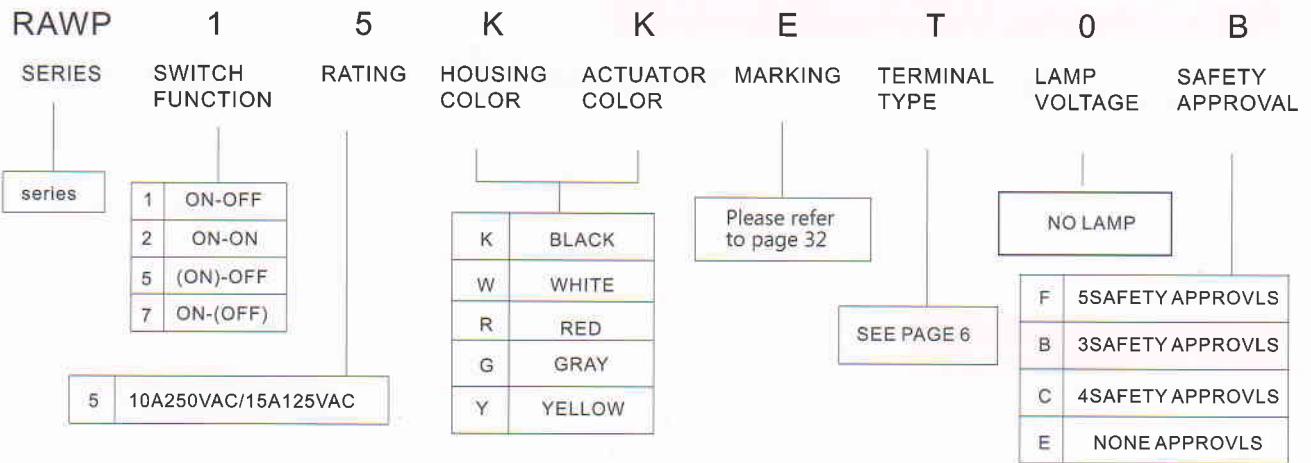 RAWP 1 5 K K E T 0 B
SERIES SWITCH FUNCTION RATING HOUSING COLOR ACTUATOR COLOR MARKING TERMINAL TYPE LAMP VOLTAGE SAFETY APPROVAL
series
1 ON-OFF
2 ON-ON
5 (ON)-OFF
7 ON-(OFF)
5 10A250VAC/15A125VAC
K BLACK
W WHITE
R RED
G GRAY
Y YELLOW
Please refer
to page 32
SEE PAGE 6
NO LAMP
F 5SAFETY APPROVLS
B 3SAFETY APPROVLS
C 4SAFETY APPROVLS
E NONE APPROVLS